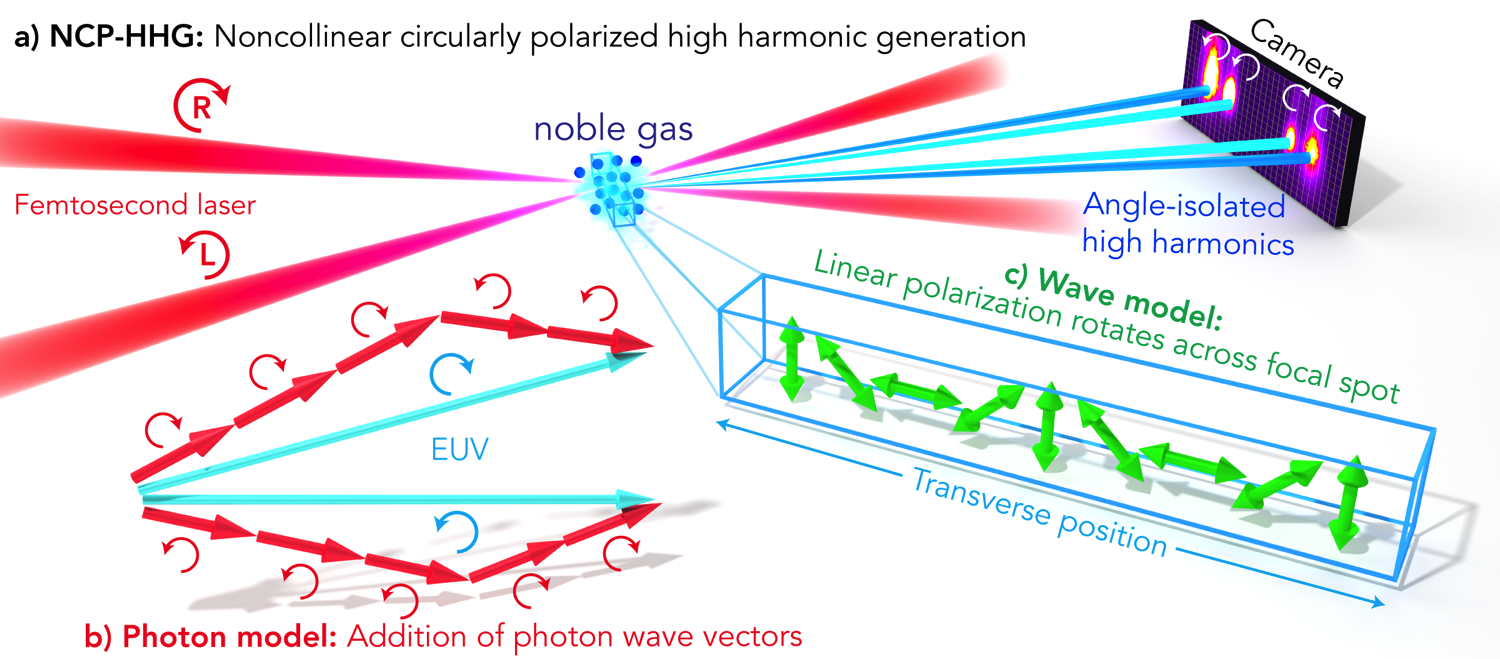 a) NCP-HHG: Noncollinear circularly polarized high harmonic generation
Camera
R
noble gas
Femtosecond laser
L
Angle-isolated
high harmonics
c) Wave model:
Linear polarization rotates across focal spot
EUV
Transverse position
b) Photon model: Addition of photon wave vectors